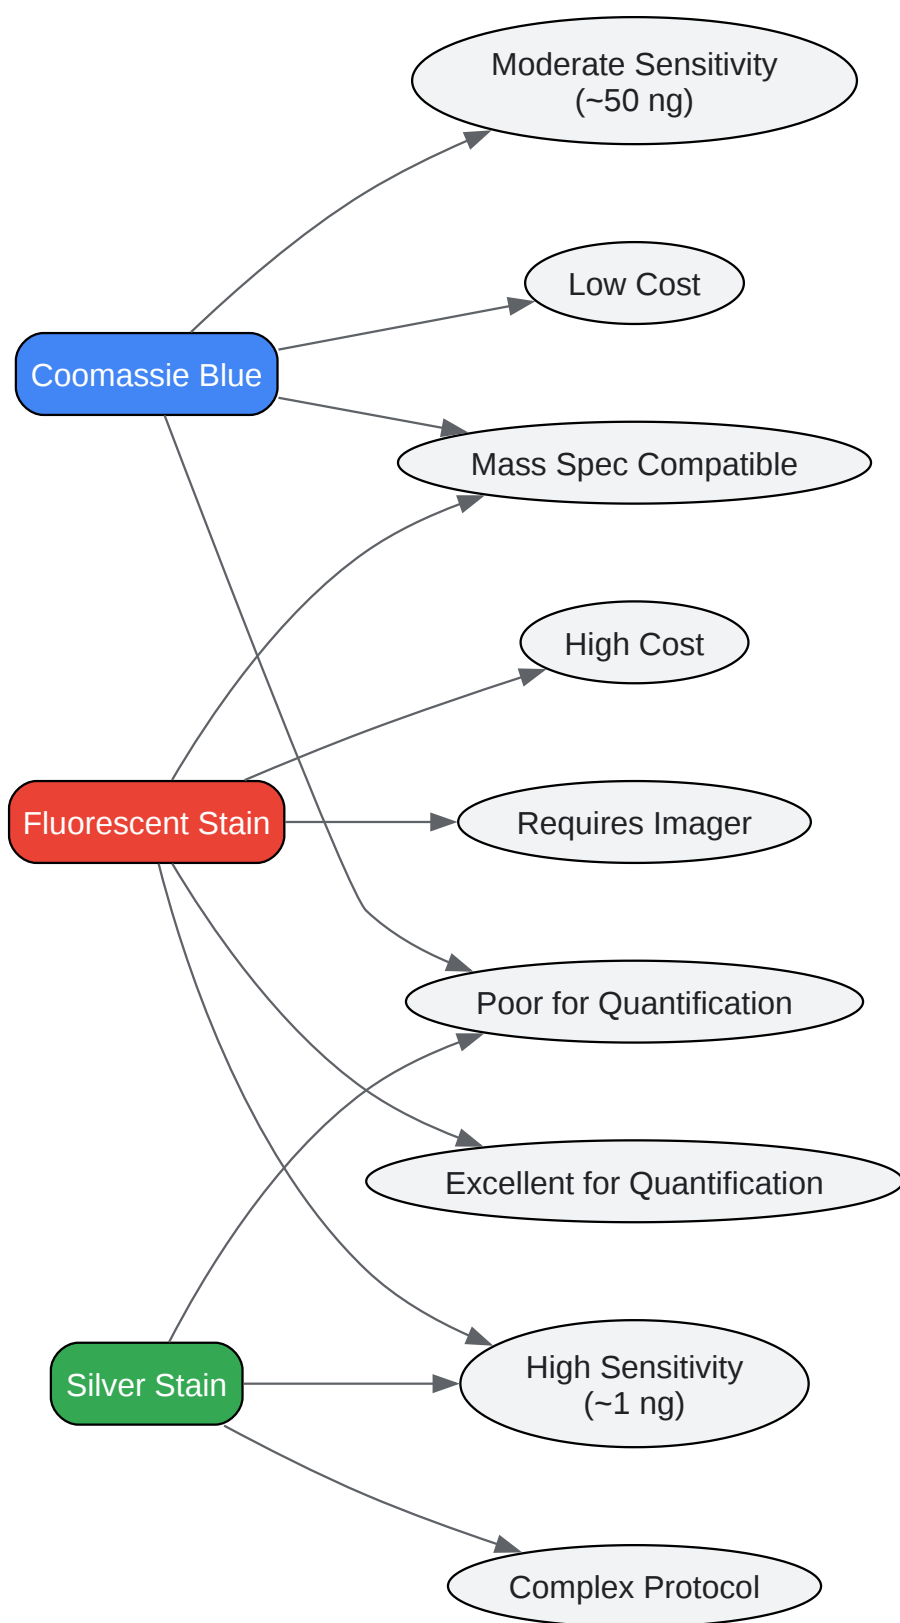 Moderate Sensitivity
(~50 ng)
Low Cost
Coomassie Blue
Mass Spec Compatible
High Cost
Fluorescent Stain
Requires Imager
Poor for Quantification
Excellent for Quantification
High Sensitivity
(~1 ng)
Silver Stain
Complex Protocol